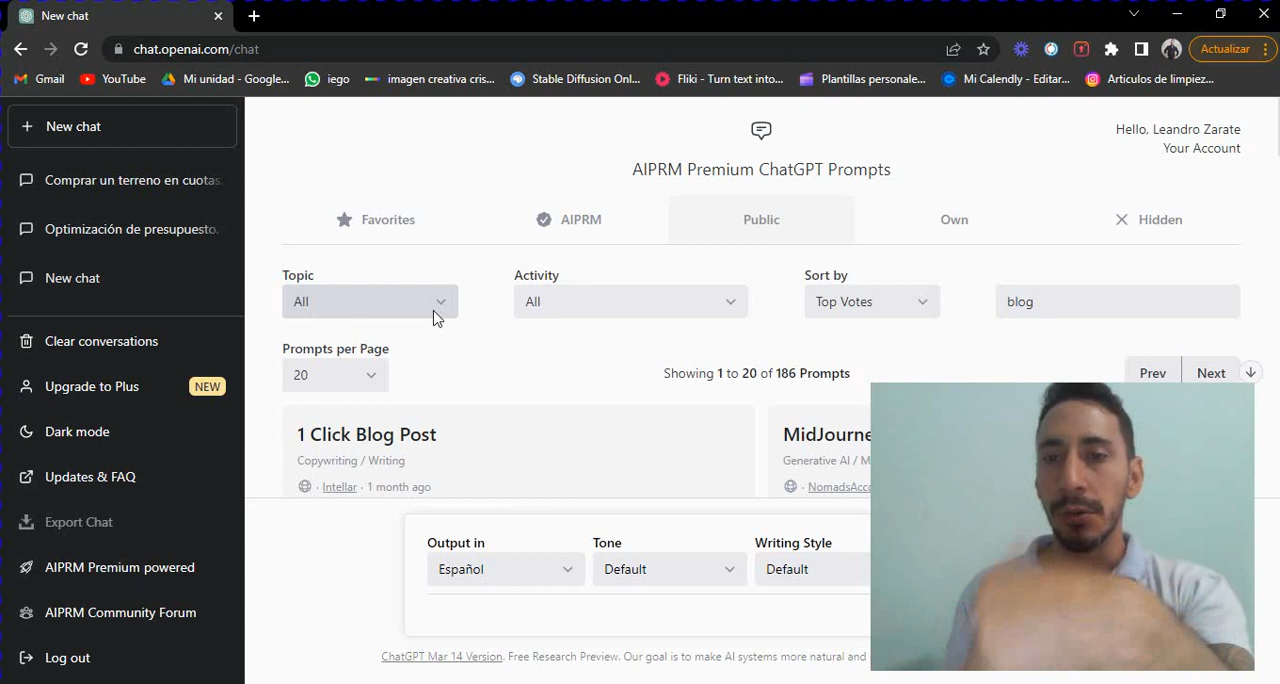 New chat
chat.openai.com/chat
Actualizar
Gmail
YouTube
Mi unidad - Google...
iego
imagen creativa cris...
Stable Diffusion Onl...
Fliki - Turn text into...
Plantillas personale...
Mi Calendly - Editar...
Articulos de limpiez...
New chat
Comprar un terreno en cuotas
Optimización de presupuesto.
New chat
Clear conversations
Upgrade to Plus NEW
Dark mode
Updates & FAQ
Export Chat
AIPRM Premium powered
AIPRM Community Forum
Log out
Hello, Leandro Zarate
Your Account
AIPRM Premium ChatGPT Prompts
Favorites
AIPRM
Public
Own
Hidden
Topic
All
Activity
All
Sort by
Top Votes
blog
Prompts per Page
20
Showing 1 to 20 of 186 Prompts
Prev
Next
1 Click Blog Post
Copywriting / Writing
· Intellar · 1 month ago
MidJourne
Generative AI / M
· NomadsAcc
Output in
Español
Tone
Default
Writing Style
Default
ChatGPT Mar 14 Version. Free Research Preview. Our goal is to make AI systems more natural and